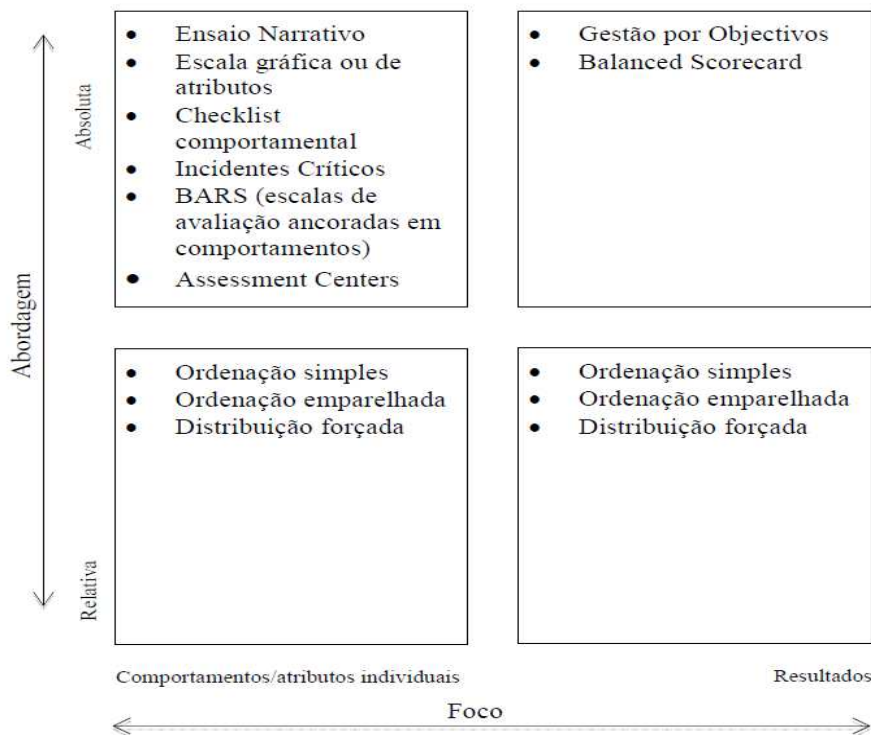 Ensaio Narrativo
Escala gráfica ou de
atributos
Checklist
comportamental
Incidentes Críticos
BARS (escalas de
avaliação ancoradas em
comportamentos)
Assessment Centers
Gestão por Objectivos
Balanced Scorecard
Absoluta
Abordagem
Relativa
Ordenação simples
Ordenação emparelhada
Distribuição forçada
Ordenação simples
Ordenação emparelhada
Distribuição forçada
Comportamentos/atributos individuais
Resultados
Foco